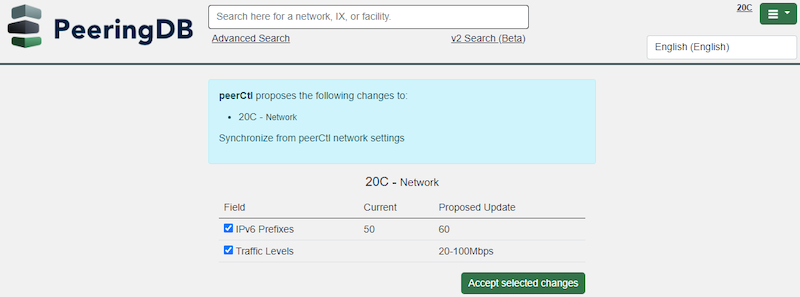 PeeringDB
Search here for a network, IX, or facility.
Advanced Search
v2 Search (Beta)
20C
English (English)
peerCtl proposes the following changes to:
• 20C - Network
Synchronize from peerCtl network settings
20C - Network
Field Current Proposed Update
IPv6 Prefixes 50 60
Traffic Levels 20-100Mbps
Accept selected changes